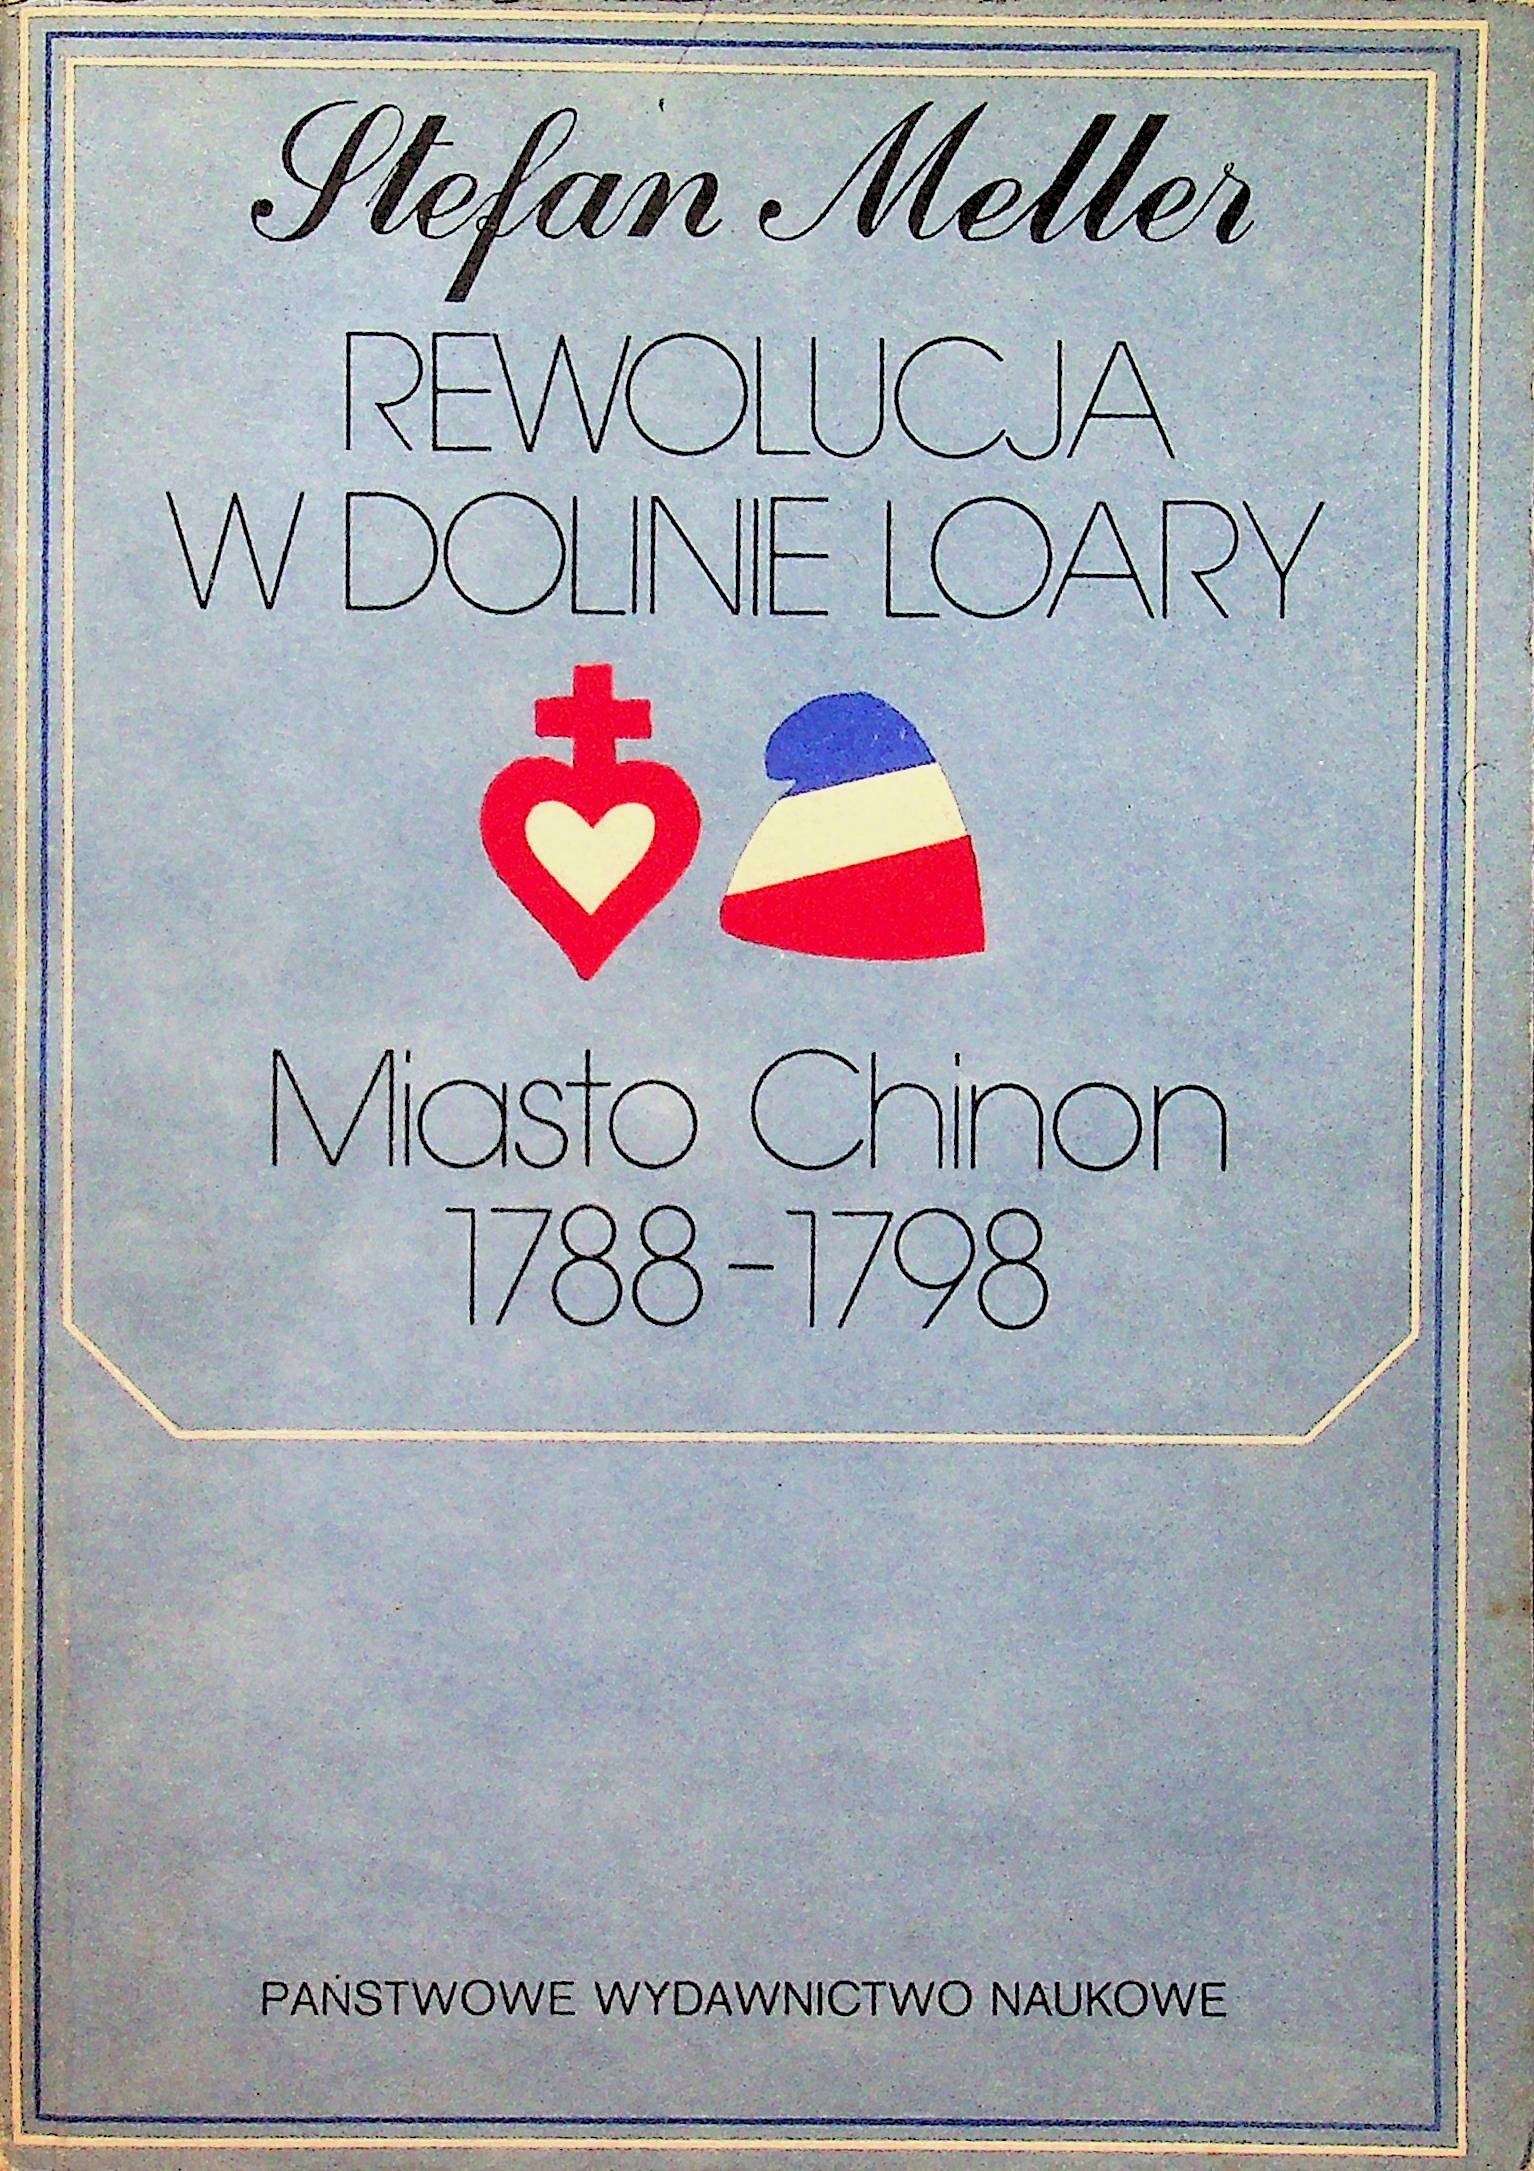 Stefan Meller
REWOLUCJA
W DOLINIE LOARY
Miasto Chinon
1788-1798
PAŃSTWOWE WYDAWNICTWO NAUKOWE